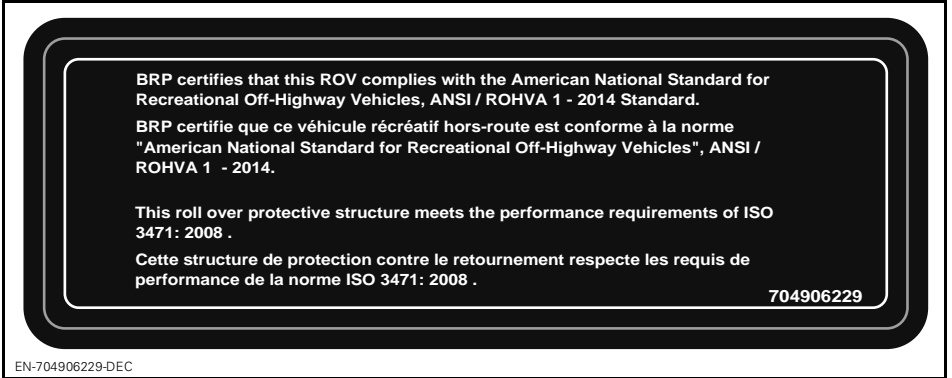 BRP certifies that this ROV complies with the American National Standard for
Recreational Off-Highway Vehicles, ANSI / ROHVA 1 - 2014 Standard.
BRP certifie que ce véhicule récréatif hors-route est conforme à la norme
"American National Standard for Recreational Off-Highway Vehicles", ANSI /
ROHVA 1 - 2014.
This roll over protective structure meets the performance requirements of ISO
3471: 2008 .
Cette structure de protection contre le retournement respecte les requis de
performance de la norme ISO 3471: 2008 .
704906229
EN-704906229-DEC